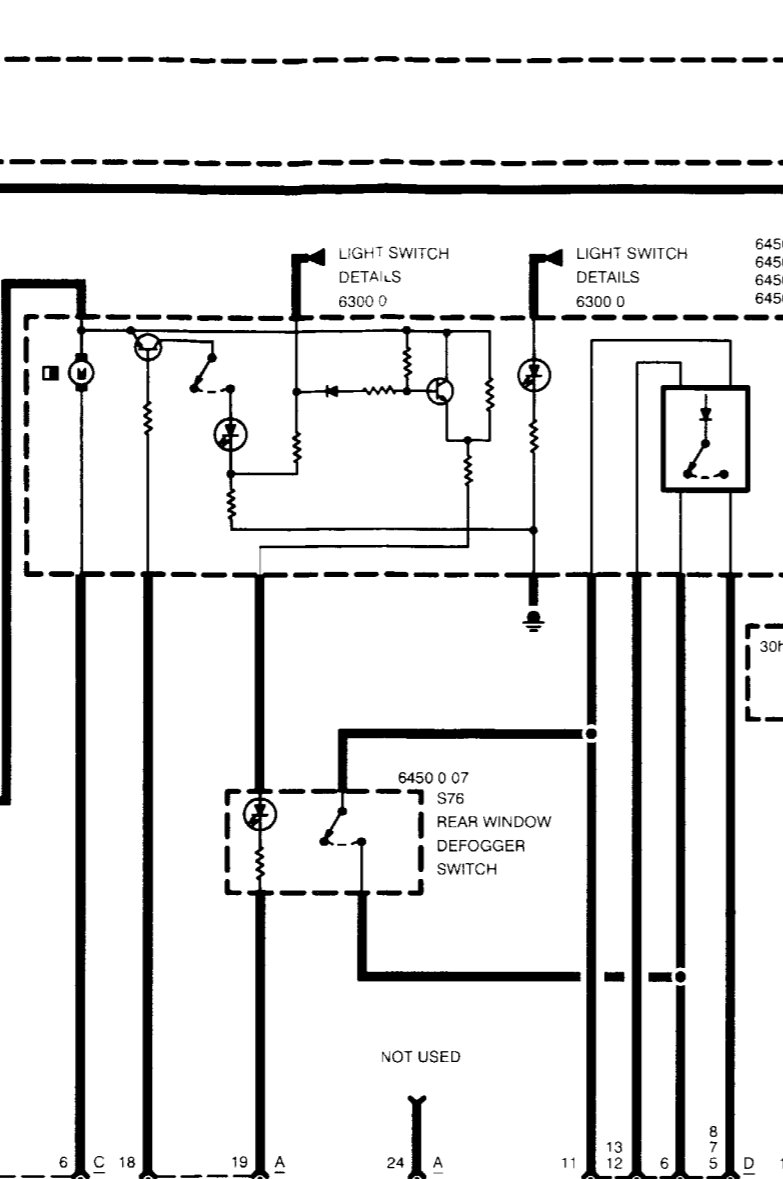 LIGHT SWITCH
DETAILS
6300 0
LIGHT SWITCH
DETAILS
6300 0
M
6450 0 07
S76
REAR WINDOW
DEFOGGER
SWITCH
NOT USED
6 C 18
19 A
24 A
11
13
12
6
8
7
5 D